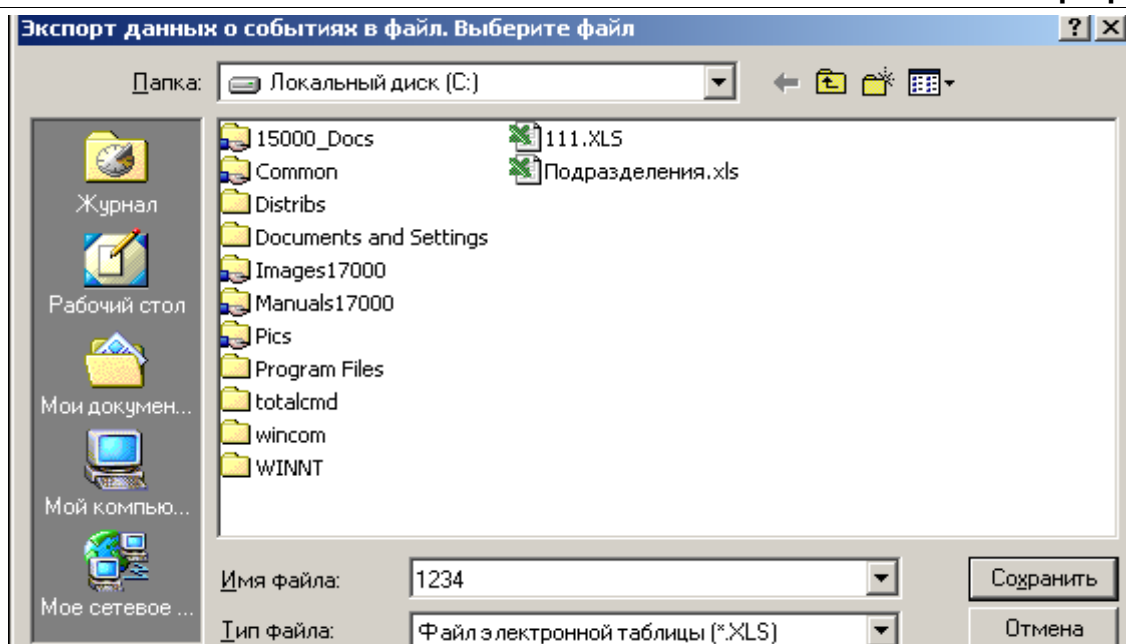 Экспорт данных о событиях в файл. Выберите файл
Папка:
Локальный диск (C:)
15000_Docs
Common
Distribs
Documents and Settings
Images17000
Manuals17000
Pics
Program Files
totalcmd
wincom
WINNT
111.XLS
Подразделения.xls
Журнал
Рабочий стол
Мои докумен...
Мой компью...
Мое сетевое ...
Имя файла:
1234
Сохранить
Тип файла:
Файл электронной таблицы (*.XLS)
Отмена